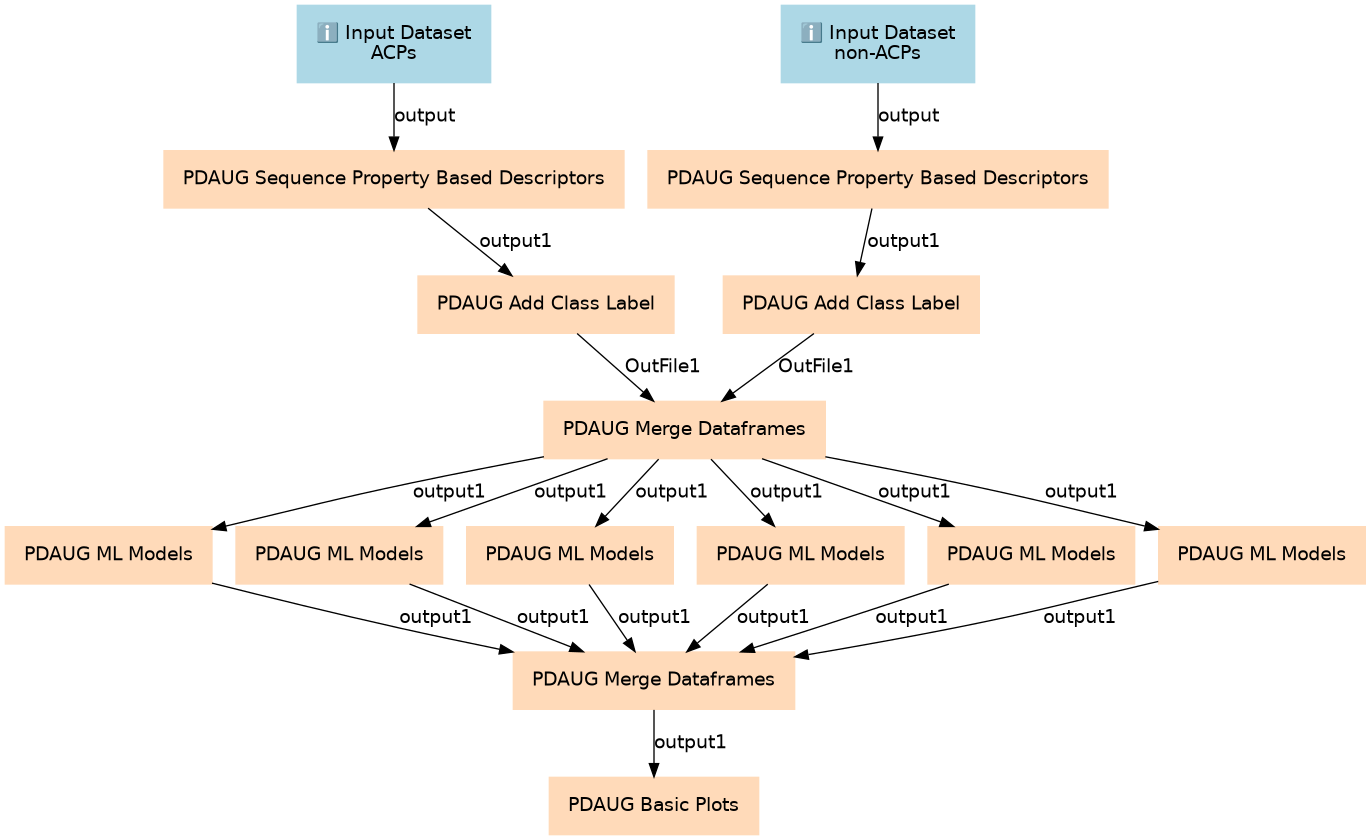 ℹ️ Input Dataset
ACPs
ℹ️ Input Dataset
non-ACPs
output
output
PDAUG Sequence Property Based Descriptors
PDAUG Sequence Property Based Descriptors
output1
output1
PDAUG Add Class Label
PDAUG Add Class Label
OutFile1
OutFile1
PDAUG Merge Dataframes
output1
output1
output1
output1
output1
output1
PDAUG ML Models
PDAUG ML Models
PDAUG ML Models
PDAUG ML Models
PDAUG ML Models
PDAUG ML Models
output1
output1
output1
output1
output1
output1
PDAUG Merge Dataframes
output1
PDAUG Basic Plots